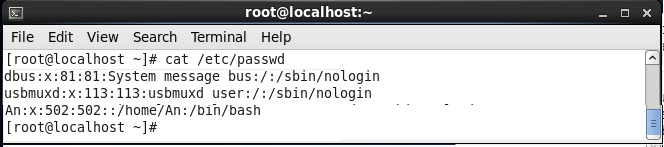 root@localhost:~
File Edit View Search Terminal Help
[root@localhost ~]# cat /etc/passwd
dbus:x:81:81:System message bus:/:/sbin/nologin
usbmuxd:x:113:113:usbmuxd user:/:/sbin/nologin
An:x:502:502::/home/An:/bin/bash
[root@localhost ~]#